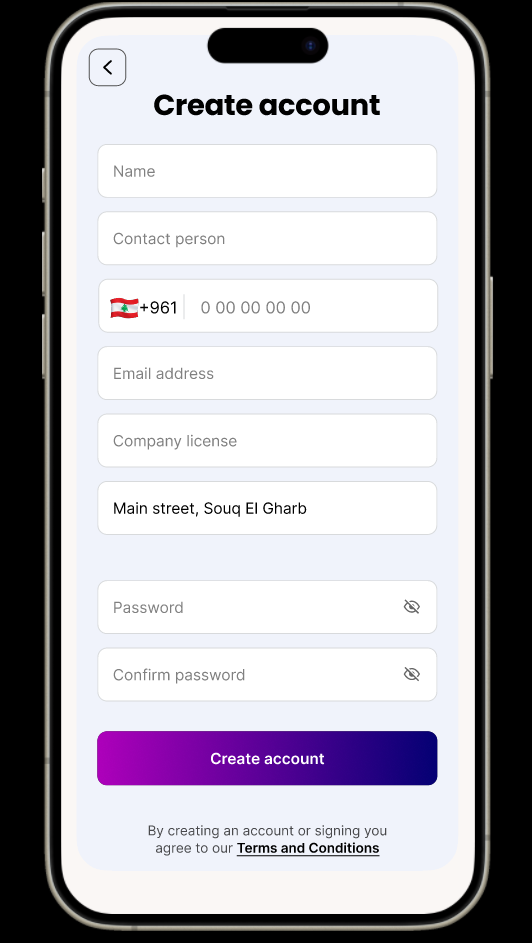 Create account
Name
Contact person
+961 0 00 00 00 00
Email address
Company license
Main street, Souq El Gharb
Password
Confirm password
Create account
By creating an account or signing you
agree to our Terms and Conditions